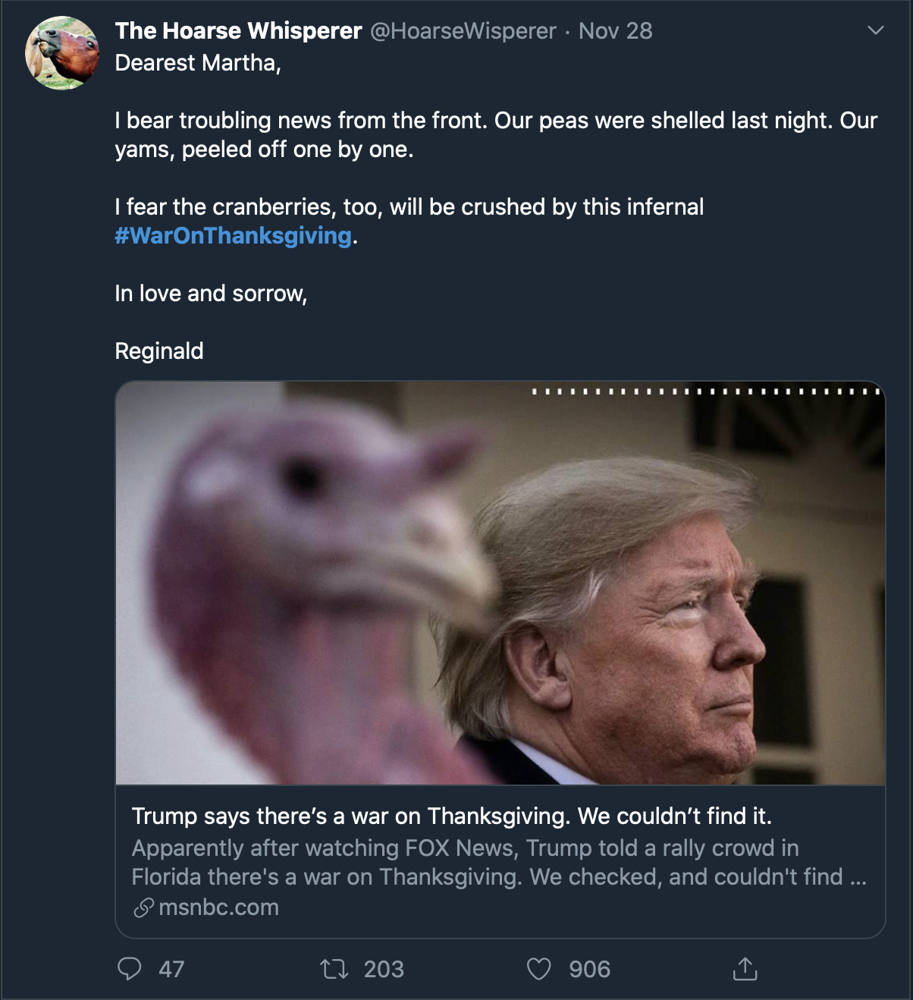 The Hoarse Whisperer @HoarseWisperer · Nov 28
Dearest Martha,
I bear troubling news from the front. Our peas were shelled last night. Our
yams, peeled off one by one.
I fear the cranberries, too, will be crushed by this infernal
#WarOnThanksgiving.
In love and sorrow,
Reginald
Trump says there’s a war on Thanksgiving. We couldn’t find it.
Apparently after watching FOX News, Trump told a rally crowd in
Florida there's a war on Thanksgiving. We checked, and couldn't find ...
msnbc.com
47 203 906